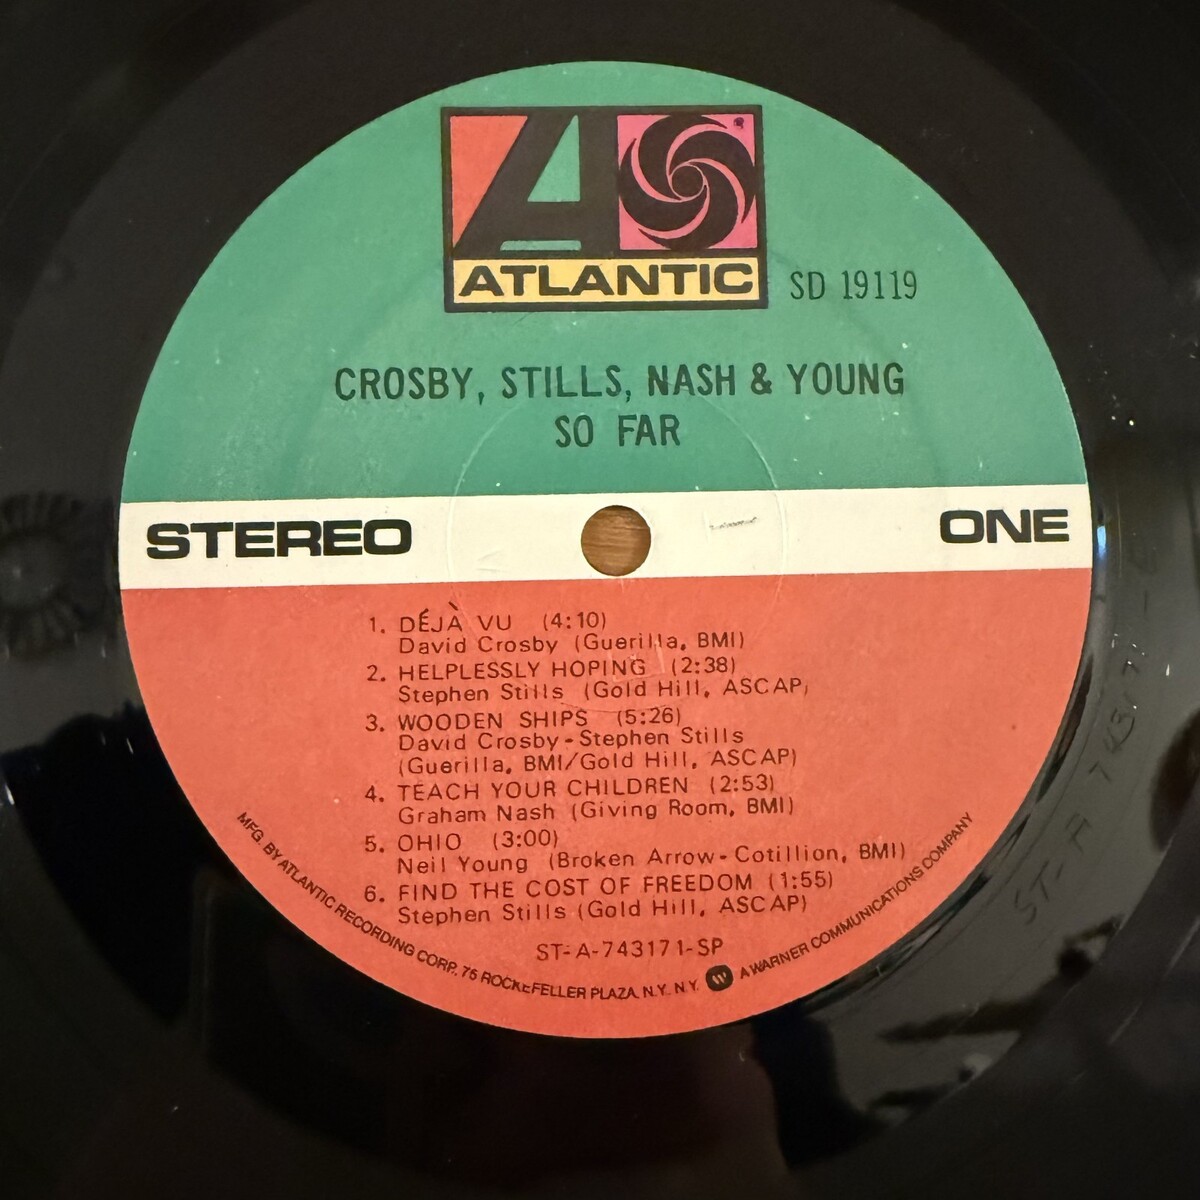 ATLANTIC
SD 19119
CROSBY, STILLS, NASH & YOUNG
SO FAR
STEREO
ONE
1. DÉJÀ VU (4:10)
David Crosby (Guerilla, BMI)
2. HELPLESSLY HOPING (2:38)
Stephen Stills (Gold Hill, ASCAP)
3. WOODEN SHIPS (5:26)
David Crosby-Stephen Stills
(Guerilla, BMI/Gold Hill, ASCAP)
4. TEACH YOUR CHILDREN (2:53)
Graham Nash (Giving Room, BMI)
5. OHIO (3:00)
Neil Young (Broken Arrow-Cotillion, BMI)
6. FIND THE COST OF FREEDOM (1:55)
Stephen Stills (Gold Hill, ASCAP)
ST-A-743171-SP
MFG. BY ATLANTIC RECORDING CORP. 75 ROCKEFELLER PLAZA, N.Y. N.Y. A WARNER COMMUNICATIONS COMPANY